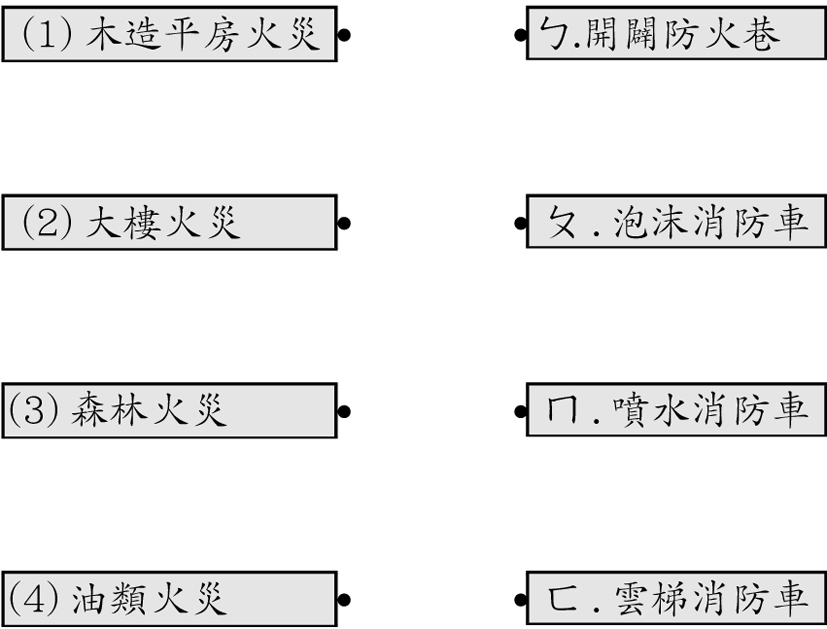 (1) 木造平房火災
ㄅ.開闢防火巷
(2) 大樓火災
ㄆ.泡沫消防車
(3) 森林火災
ㄇ.噴水消防車
(4) 油類火災
ㄈ.雲梯消防車